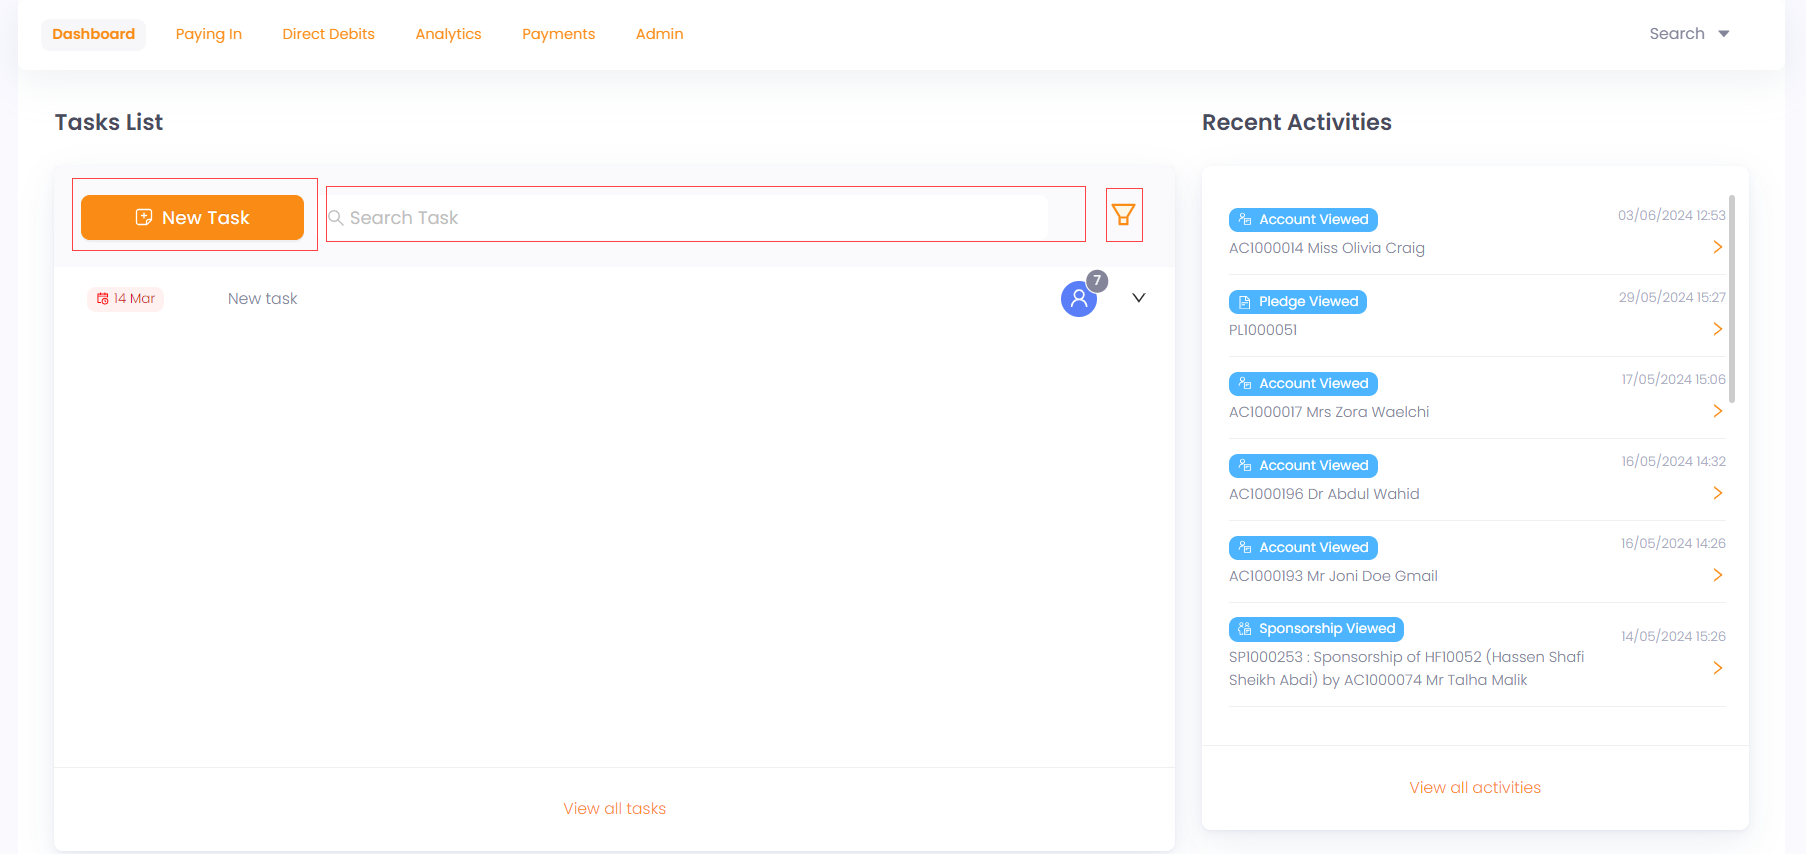 Dashboard Paying In Direct Debits Analytics Payments Admin Search
Tasks List
New Task
Search Task
14 Mar New task 7
View all tasks
Recent Activities
Account Viewed 03/06/2024 12:53
AC1000014 Miss Olivia Craig
Pledge Viewed 29/05/2024 15:27
PL1000051
Account Viewed 17/05/2024 15:06
AC1000017 Mrs Zora Waelchi
Account Viewed 16/05/2024 14:32
AC1000196 Dr Abdul Wahid
Account Viewed 16/05/2024 14:26
AC1000193 Mr Joni Doe Gmail
Sponsorship Viewed 14/05/2024 15:26
SP1000253 : Sponsorship of HF10052 (Hassen Shafi
Sheikh Abdi) by AC1000074 Mr Talha Malik
View all activities